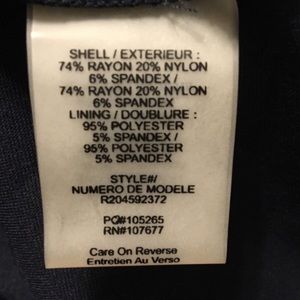 SHELL / EXTERIEUR :
74% RAYON 20% NYLON
6% SPANDEX /
74% RAYON 20% NYLON
6% SPANDEX
LINING / DOUBLURE :
95% POLYESTER
5% SPANDEX /
95% POLYESTER
5% SPANDEX
STYLE#/
NUMERO DE MODELE
R204592372
PO#105265
RN#107677
Care On Reverse
Entretien Au Verso